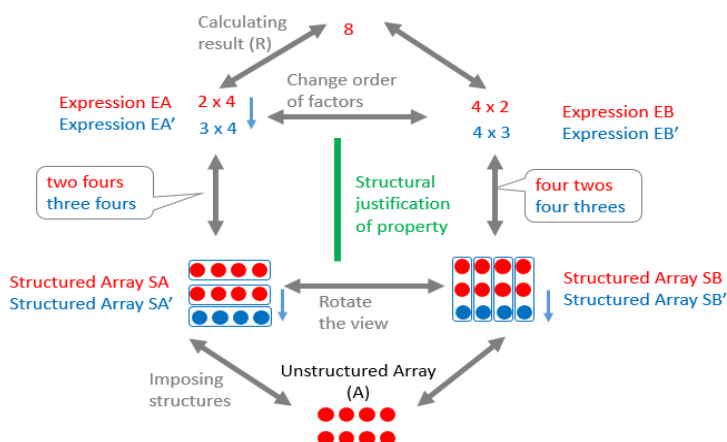 Calculating
result (R)
8
Expression EA
Expression EA’
2 x 4
3 x 4
Change order
of factors
4 x 2
4 x 3
Expression EB
Expression EB’
two fours
three fours
Structural
justification
of property
four twos
four threes
Structured Array SA
Structured Array SA’
Rotate
the view
Structured Array SB
Structured Array SB’
Imposing
structures
Unstructured Array
(A)